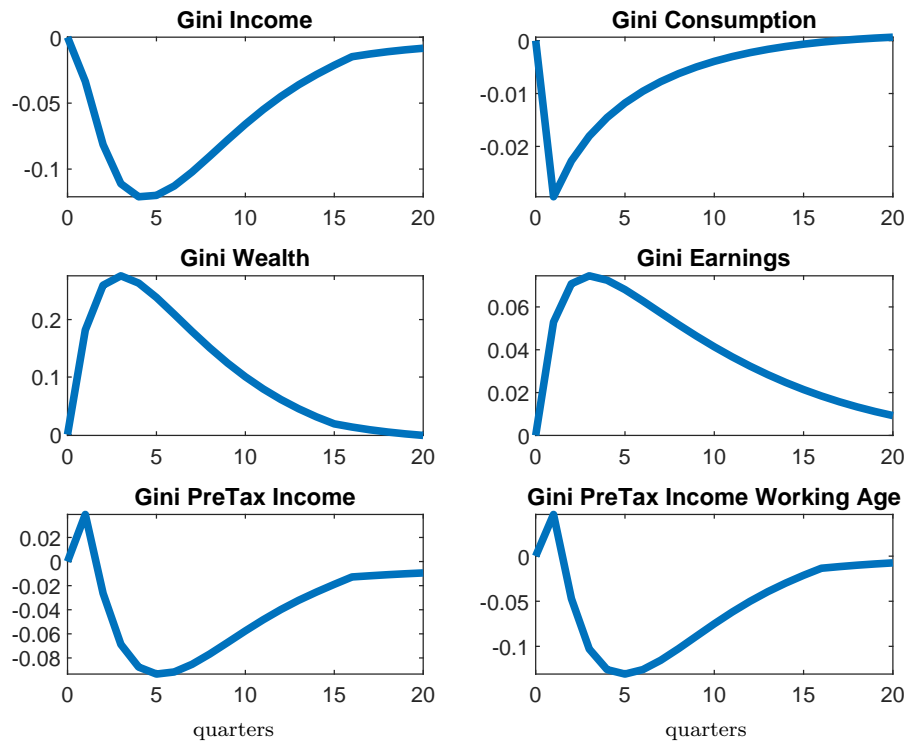 Gini Income
0
-0.05
-0.1
0 5 10 15 20
Gini Consumption
0
-0.01
-0.02
0 5 10 15 20
Gini Wealth
0.2
0.1
0
0 5 10 15 20
Gini Earnings
0.06
0.04
0.02
0
0 5 10 15 20
Gini PreTax Income
0.02
0
-0.02
-0.04
-0.06
-0.08
0 5 10 15 20
quarters
Gini PreTax Income Working Age
0
-0.05
-0.1
0 5 10 15 20
quarters